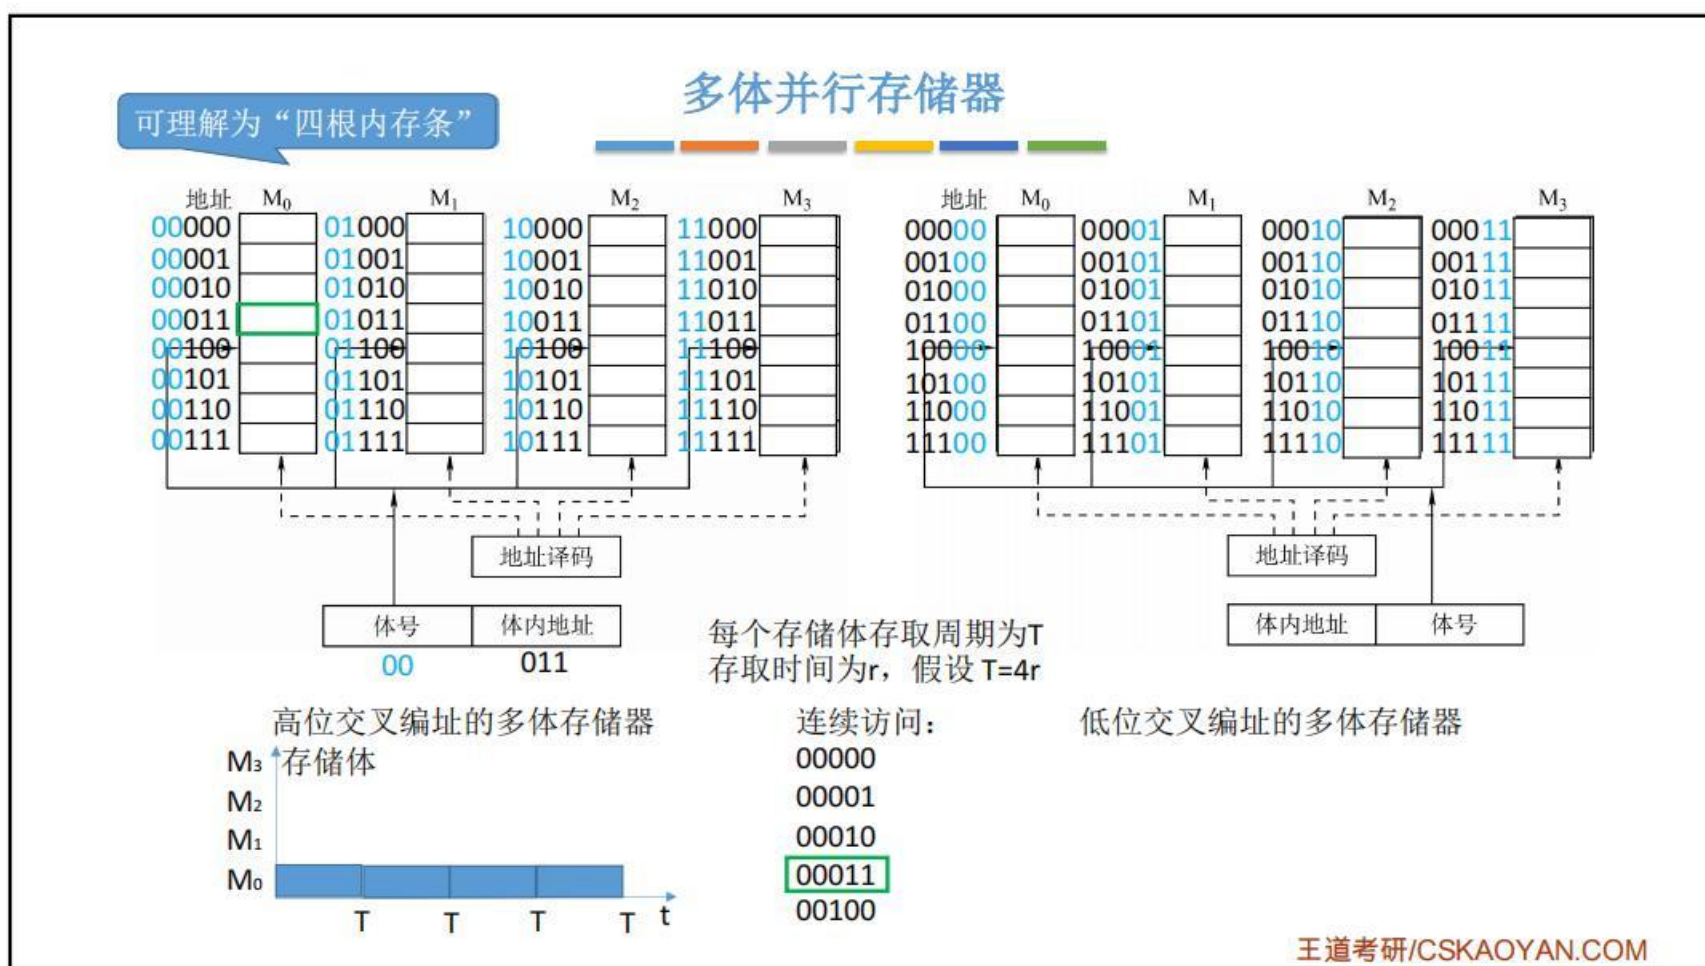 多体并行存储器
可理解为“四根内存条”
地址 M0 M1 M2 M3
00000 01000 10000 11000
00001 01001 10001 11001
00010 01010 10010 11010
00011 01011 10011 11011
00100 01100 10100 11100
00101 01101 10101 11101
00110 01110 10110 11110
00111 01111 10111 11111
地址译码
体号 体内地址
00 011
高位交叉编址的多体存储器
地址 M0 M1 M2 M3
00000 00001 00010 00011
00100 00101 00110 00111
01000 01001 01010 01011
01100 01101 01110 01111
10000 10001 10010 10011
10100 10101 10110 10111
11000 11001 11010 11011
11100 11101 11110 11111
地址译码
体内地址 体号
低位交叉编址的多体存储器
每个存储体存取周期为T
存取时间为r，假设 T=4r
连续访问：
00000
00001
00010
00011
00100
存储体
M3
M2
M1
M0
T T T T t
王道考研/CSKAOYAN.COM